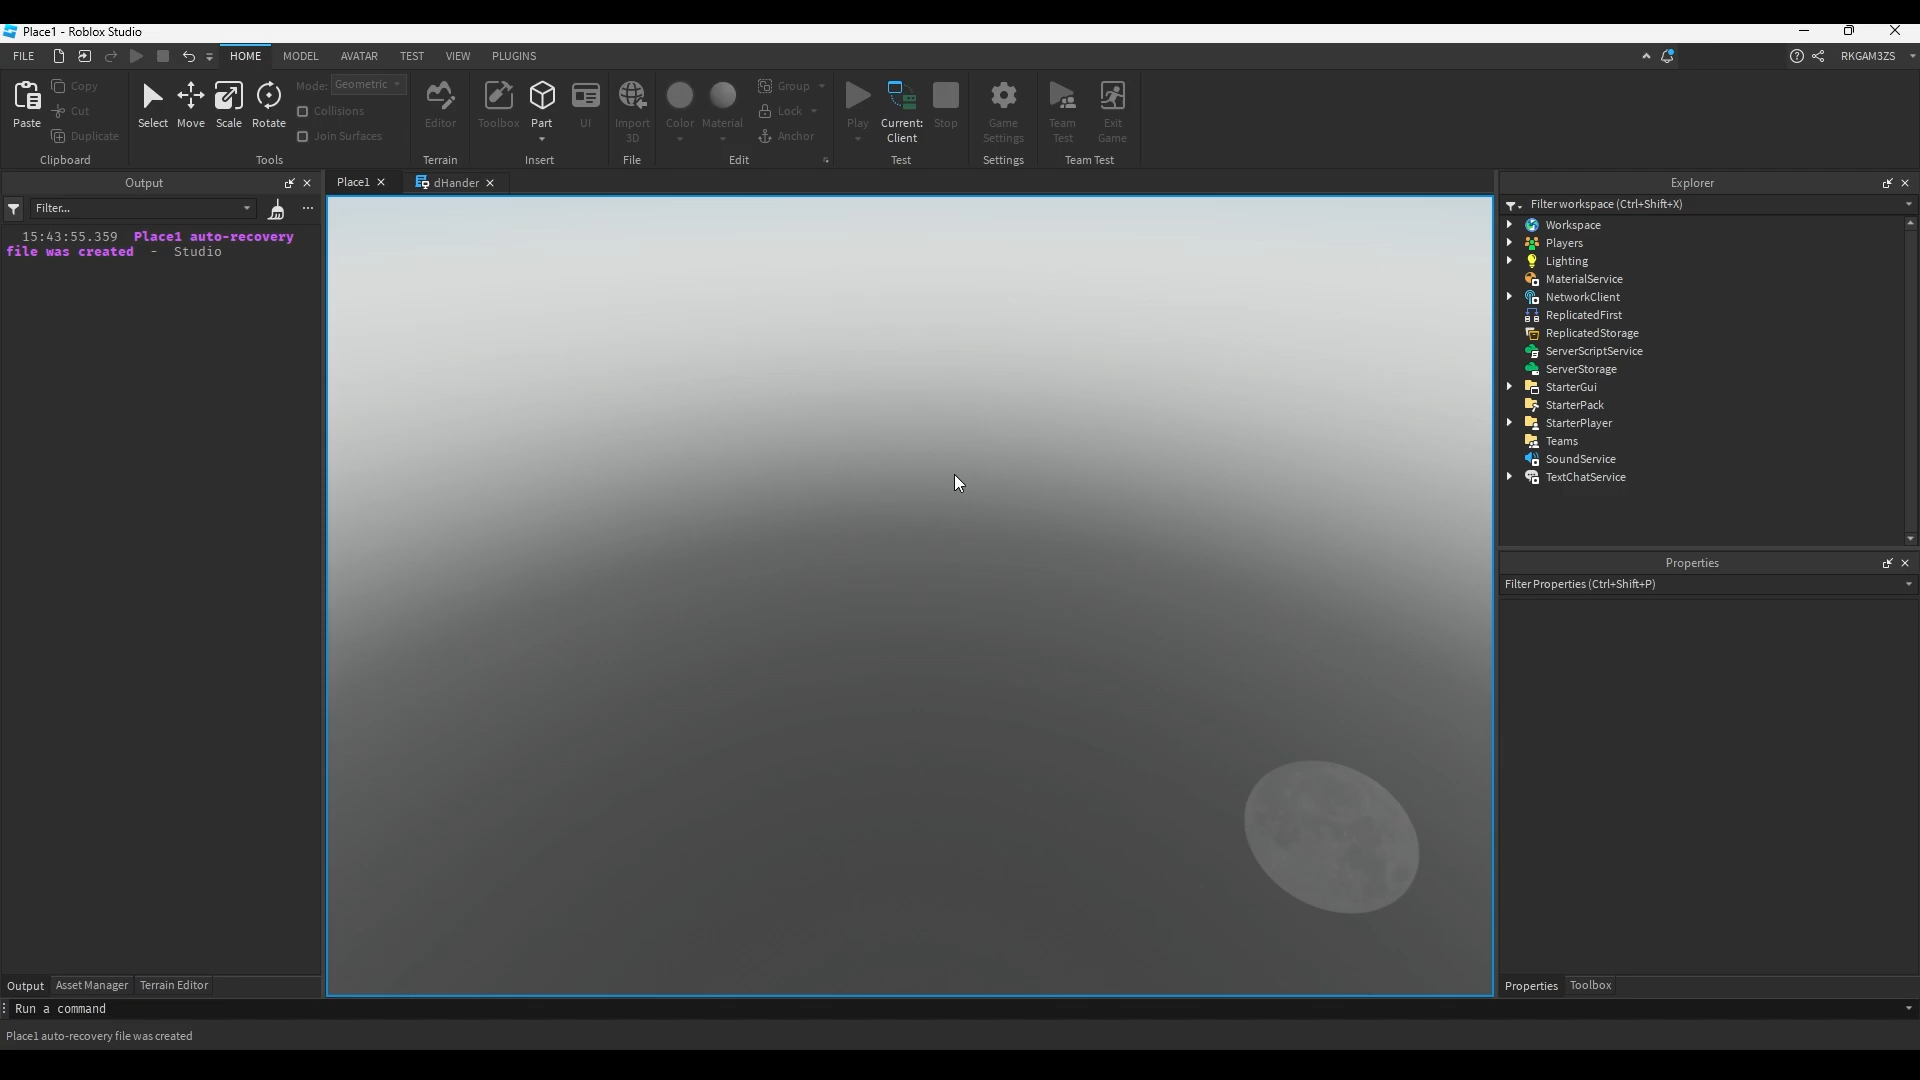 Place1 - Roblox Studio
FILE HOME MODEL AVATAR TEST VIEW PLUGINS RKGAM3ZS
Paste
Copy
Cut
Duplicate
Clipboard
Select Move Scale Rotate
Mode: Geometric
Collisions
Join Surfaces
Tools
Editor
Terrain
Toolbox Part UI
Insert
Import
3D
File
Color Material
Group
Lock
Anchor
Edit
Play
Current:
Client
Stop
Test
Game
Settings
Settings
Team
Test
Exit
Game
Team Test
Output
Filter...
15:43:55.359 Place1 auto-recovery
file was created - Studio
Place1 dHander
Explorer
Filter workspace (Ctrl+Shift+X)
Workspace
Players
Lighting
MaterialService
NetworkClient
ReplicatedFirst
ReplicatedStorage
ServerScriptService
ServerStorage
StarterGui
StarterPack
StarterPlayer
Teams
SoundService
TextChatService
Properties
Filter Properties (Ctrl+Shift+P)
Output Asset Manager Terrain Editor
Properties Toolbox
Run a command
Place1 auto-recovery file was created